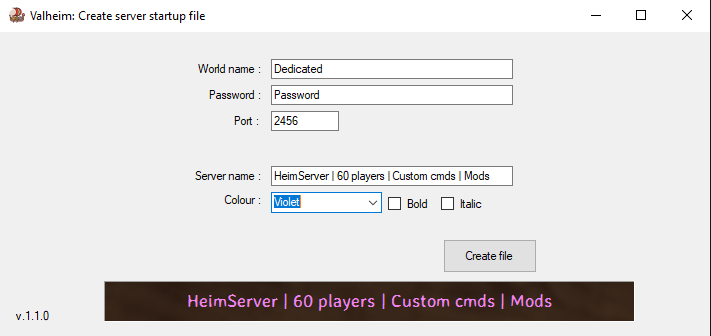 Valheim: Create server startup file
World name : Dedicated
Password : Password
Port : 2456
Server name : HeimServer | 60 players | Custom cmds | Mods
Colour : Violet Bold Italic
Create file
HeimServer | 60 players | Custom cmds | Mods
v.1.1.0